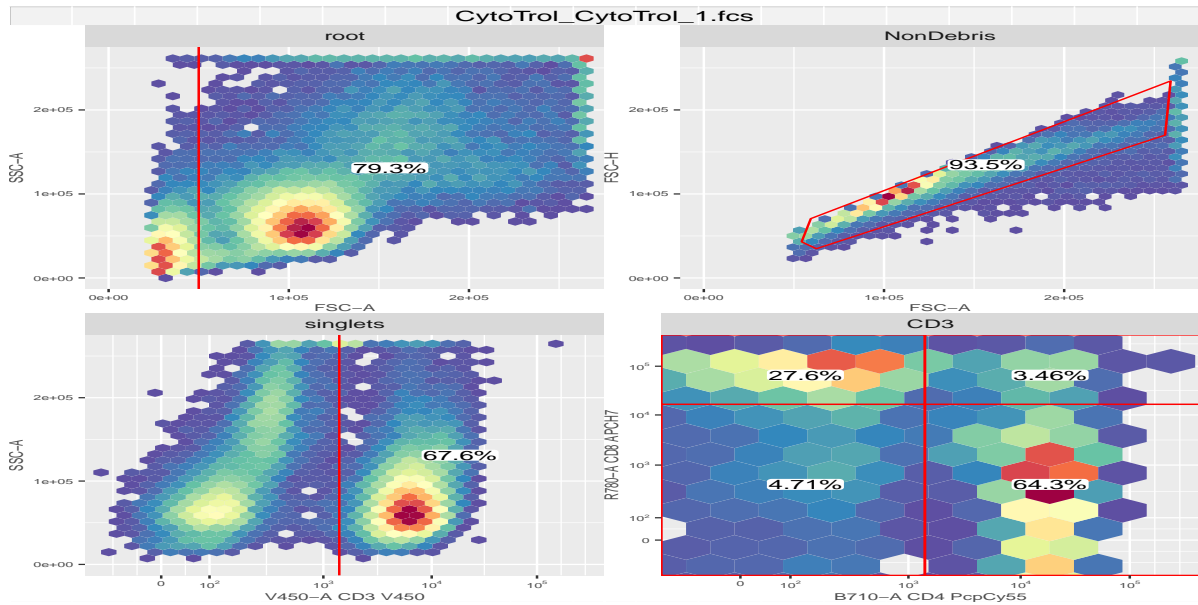 CytoTrol_CytoTrol_1.fcs
root
NonDebris
SSC-A
2e+05
1e+05
0e+00
79.3%
0e+00
1e+05
2e+05
FSC-A
FSC-H
2e+05
1e+05
0e+00
93.5%
0e+00
1e+05
2e+05
FSC-A
singlets
CD3
SSC-A
2e+05
1e+05
0e+00
67.6%
0
10²
10³
10⁴
10⁵
V450-A CD3 V450
R780-A CD8 APCH7
10⁵
10⁴
10³
10²
0
27.6%
3.46%
4.71%
64.3%
0
10³
10⁴
10⁵
B710-A CD4 PcpCy55